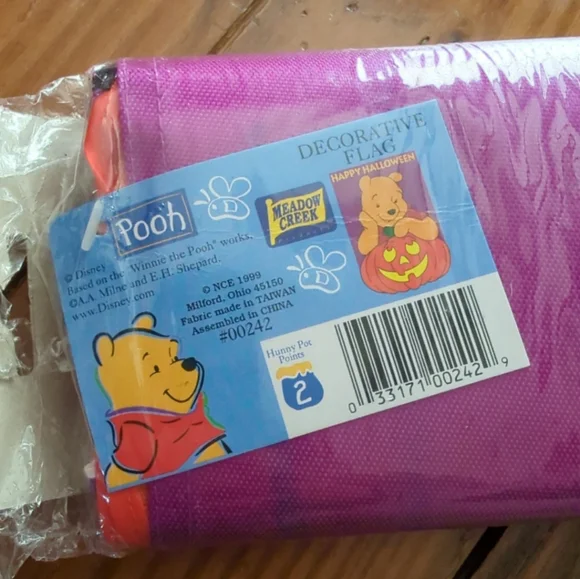 DECORATIVE
FLAG
HAPPY HALLOWEEN
Pooh
D
MEADOW
CREEK
D
© Disney
Based on the "Winnie the Pooh" works,
©A.A. Milne and E.H. Shepard.
www.Disney.com
© NCE 1999
Milford, Ohio 45150
Fabric made in TAIWAN
Assembled in CHINA
#00242
Hunny Pot
Points
2
0 33171 00242 9